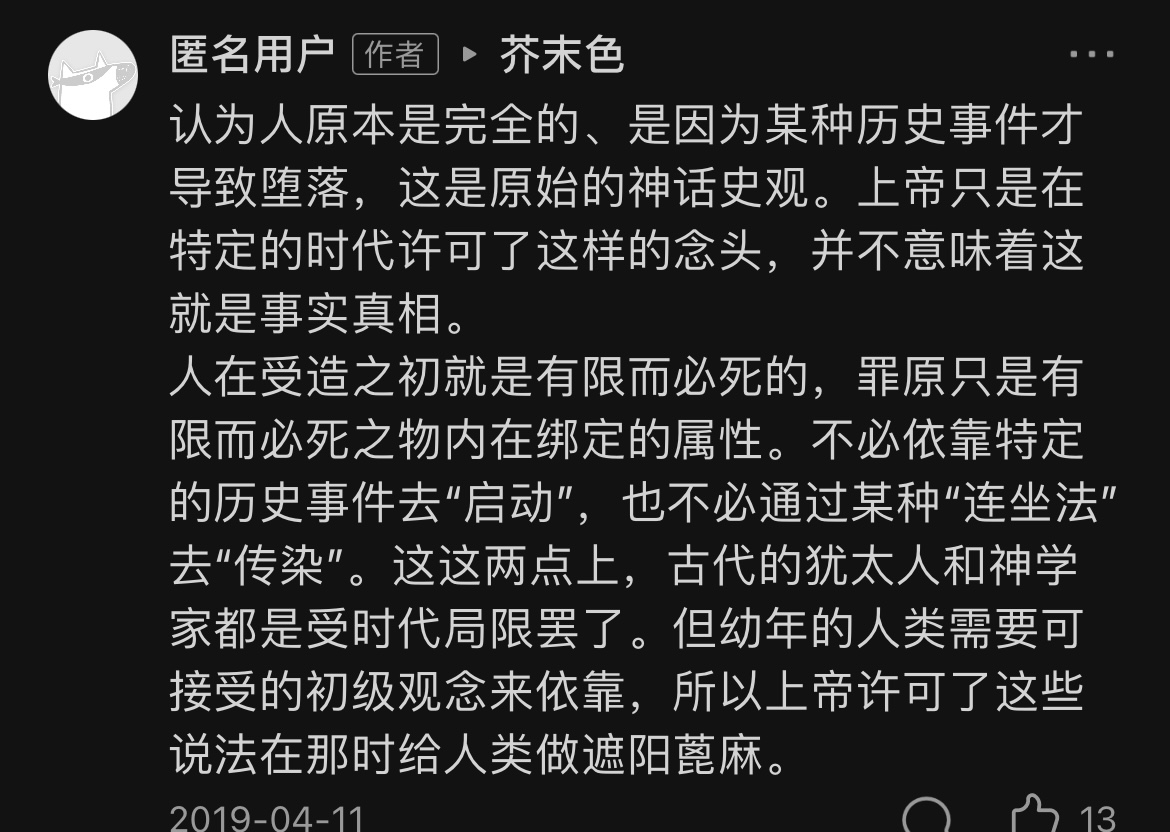 匿名用户 作者 ▸ 芥末色 ···
认为人原本是完全的、是因为某种历史事件才
导致堕落，这是原始的神话史观。上帝只是在
特定的时代许可了这样的念头，并不意味着这
就是事实真相。
人在受造之初就是有限而必死的，罪原只是有
限而必死之物内在绑定的属性。不必依靠特定
的历史事件去“启动”，也不必通过某种“连坐法”
去“传染”。这这两点上，古代的犹太人和神学
家都是受时代局限罢了。但幼年的人类需要可
接受的初级观念来依靠，所以上帝许可了这些
说法在那时给人类做遮阳蓖麻。
2019-04-11 13